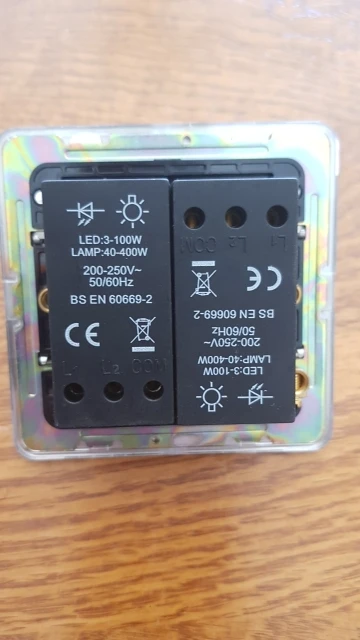 LED:3-100W
LAMP:40-400W
200-250V~
50/60Hz
BS EN 60669-2
CE
L1 L2 COM
COM L2 L1
CE
BS EN 60669-2
50/60Hz
200-250V~
LAMP:40-400W
LED:3-100W